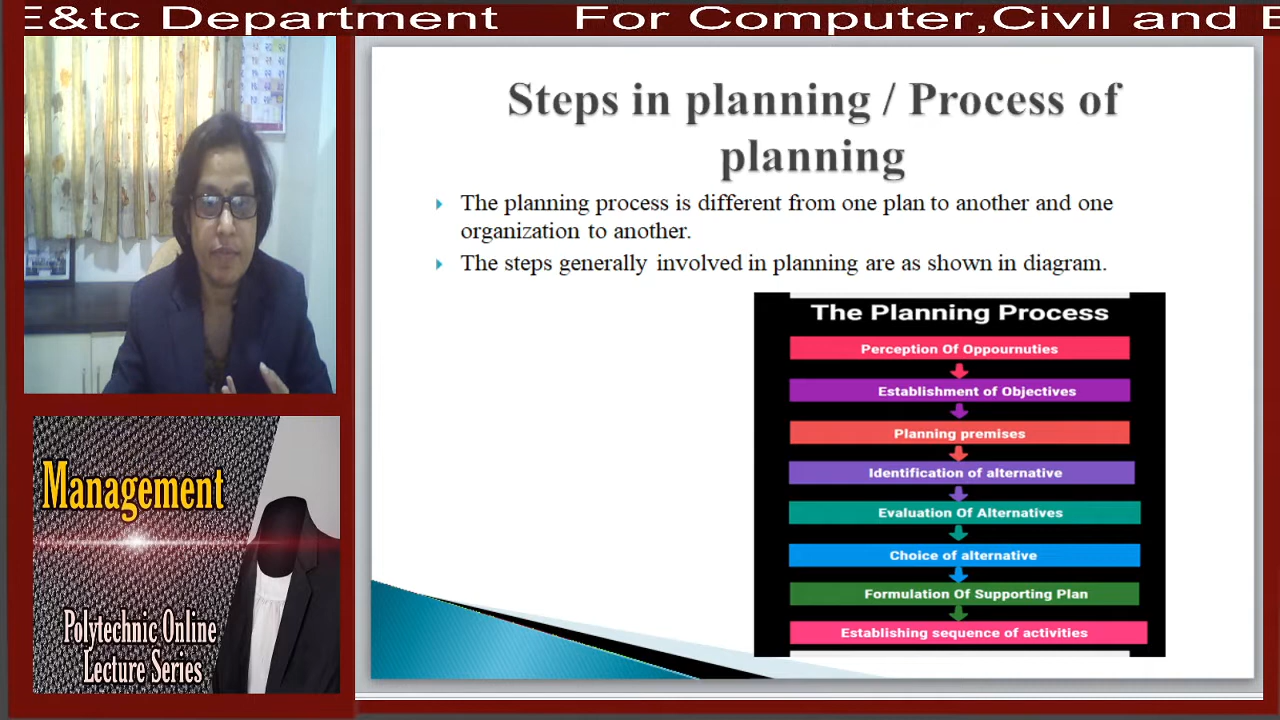 E&tc Department For Computer,Civil and E
Steps in planning / Process of
planning
The planning process is different from one plan to another and one
organization to another.
The steps generally involved in planning are as shown in diagram.
The Planning Process
Perception Of Oppournuties
Establishment of Objectives
Planning premises
Identification of alternative
Evaluation Of Alternatives
Choice of alternative
Formulation Of Supporting Plan
Establishing sequence of activities
Management
Polytechnic Online
Lecture Series